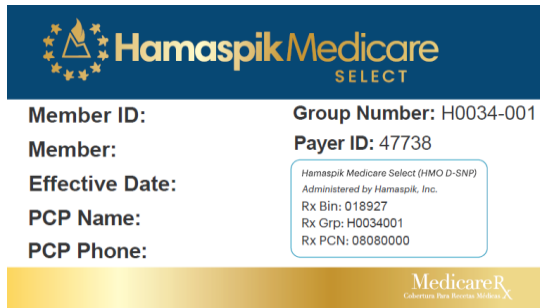 Hamaspik Medicare
SELECT
Member ID:
Member:
Effective Date:
PCP Name:
PCP Phone:
Group Number: H0034-001
Payer ID: 47738
Hamaspik Medicare Select (HMO D-SNP)
Administered by Hamaspik, Inc.
Rx Bin: 018927
Rx Grp: H0034001
Rx PCN: 08080000
MedicareRx
Cobertura Para Recetas Médicas